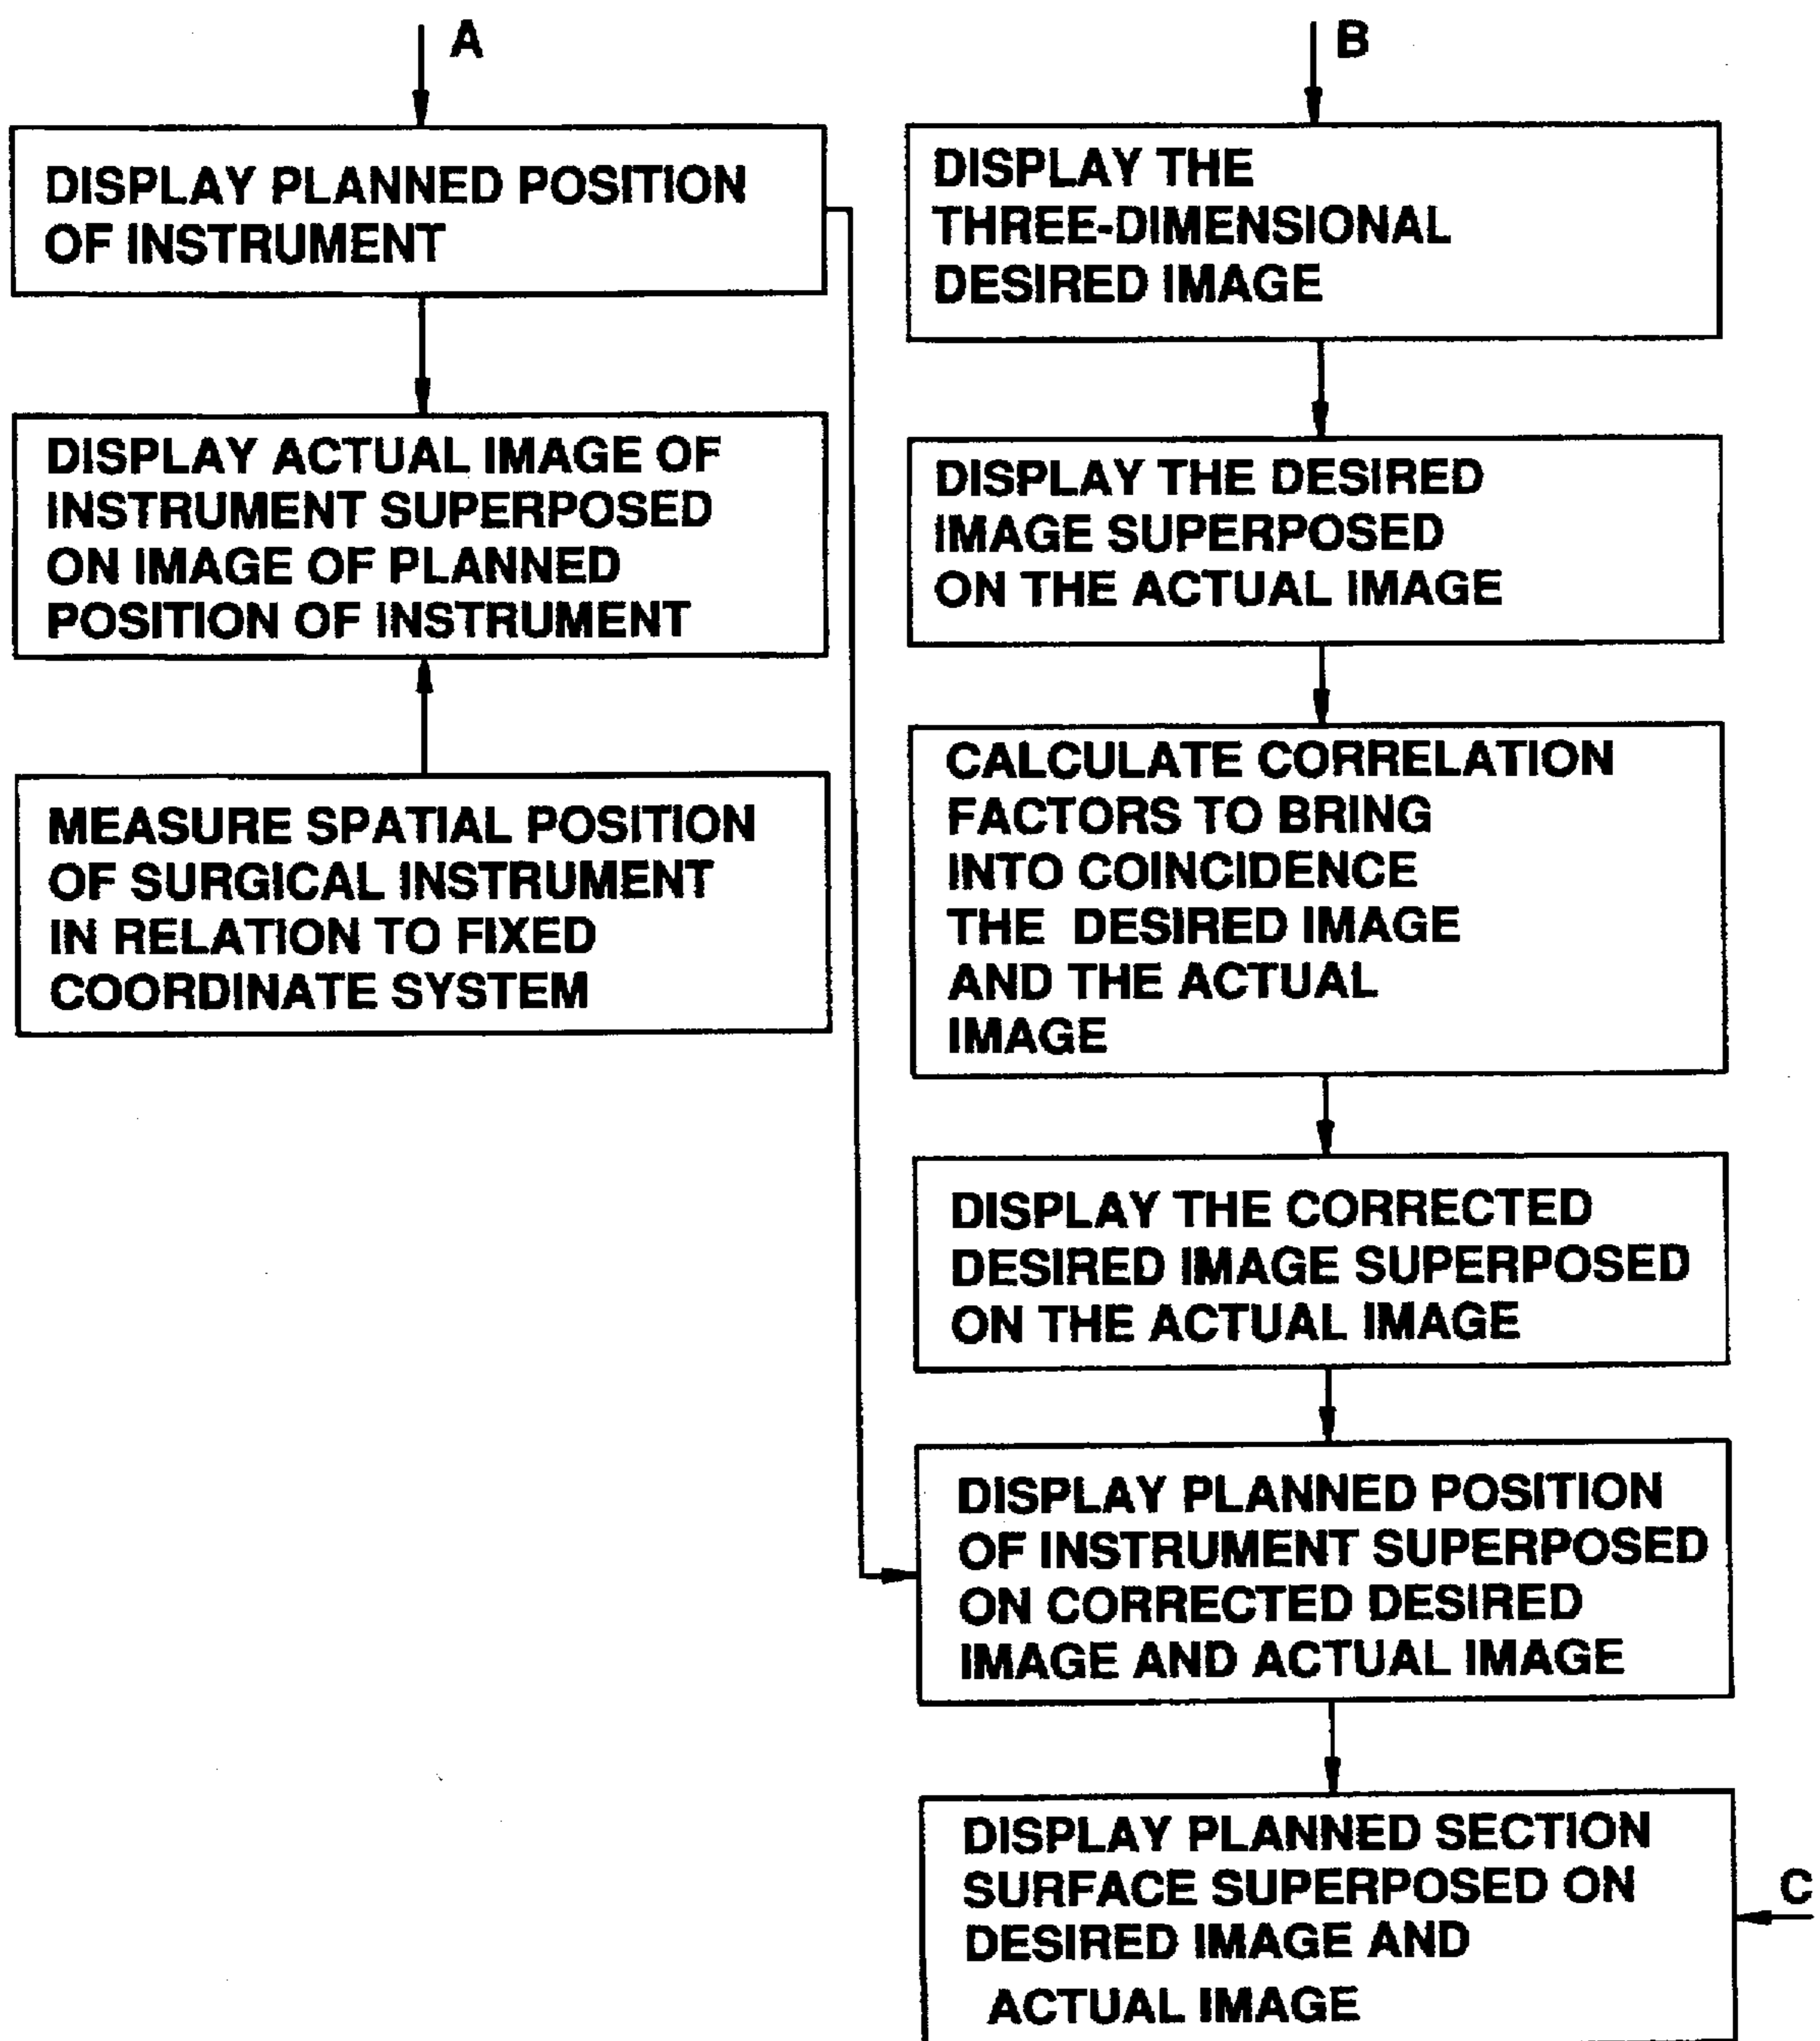 A
DISPLAY PLANNED POSITION
OF INSTRUMENT
DISPLAY ACTUAL IMAGE OF
INSTRUMENT SUPERPOSED
ON IMAGE OF PLANNED
POSITION OF INSTRUMENT
MEASURE SPATIAL POSITION
OF SURGICAL INSTRUMENT
IN RELATION TO FIXED
COORDINATE SYSTEM
B
DISPLAY THE
THREE-DIMENSIONAL
DESIRED IMAGE
DISPLAY THE DESIRED
IMAGE SUPERPOSED
ON THE ACTUAL IMAGE
CALCULATE CORRELATION
FACTORS TO BRING
INTO COINCIDENCE
THE DESIRED IMAGE
AND THE ACTUAL
IMAGE
DISPLAY THE CORRECTED
DESIRED IMAGE SUPERPOSED
ON THE ACTUAL IMAGE
DISPLAY PLANNED POSITION
OF INSTRUMENT SUPERPOSED
ON CORRECTED DESIRED
IMAGE AND ACTUAL IMAGE
DISPLAY PLANNED SECTION
SURFACE SUPERPOSED ON
DESIRED IMAGE AND
ACTUAL IMAGE
C